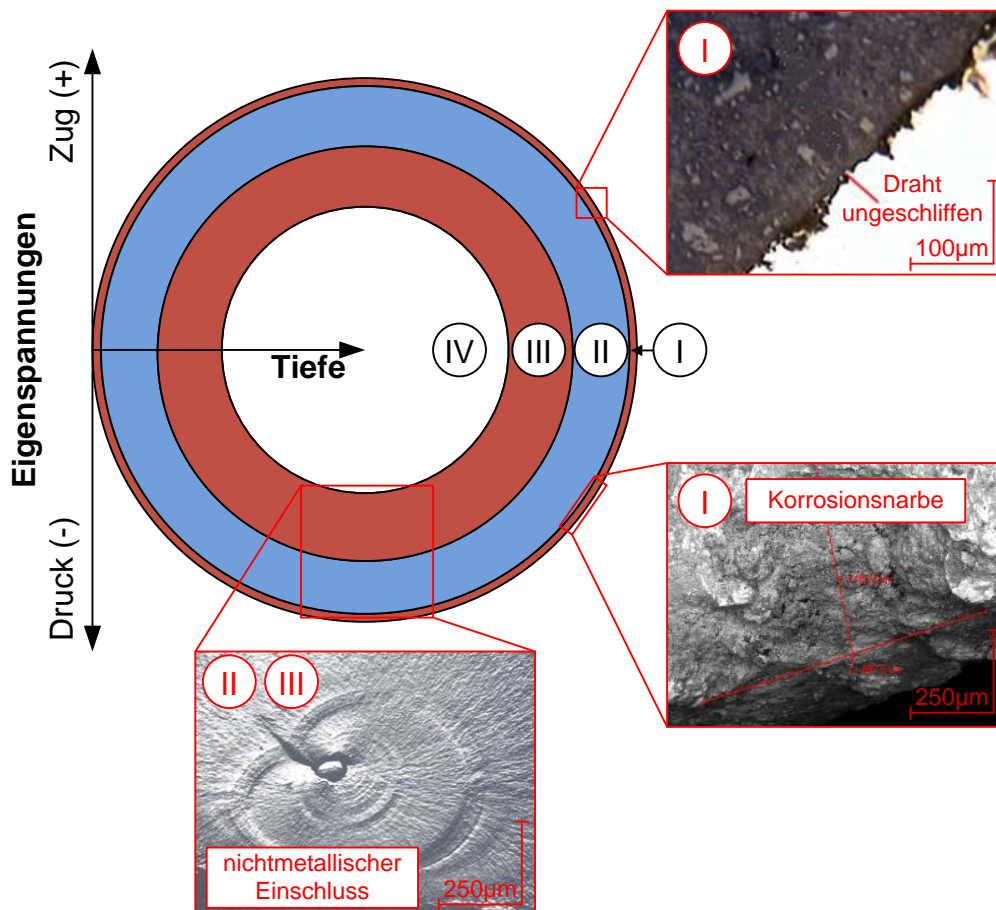 I
Draht
ungeschliffen
100µm
Zug (+)
Eigenspannungen
Druck (-)
Tiefe
IV
III
II
I
I
Korrosionsnarbe
250µm
II
III
nichtmetallischer
Einschluss
250µm